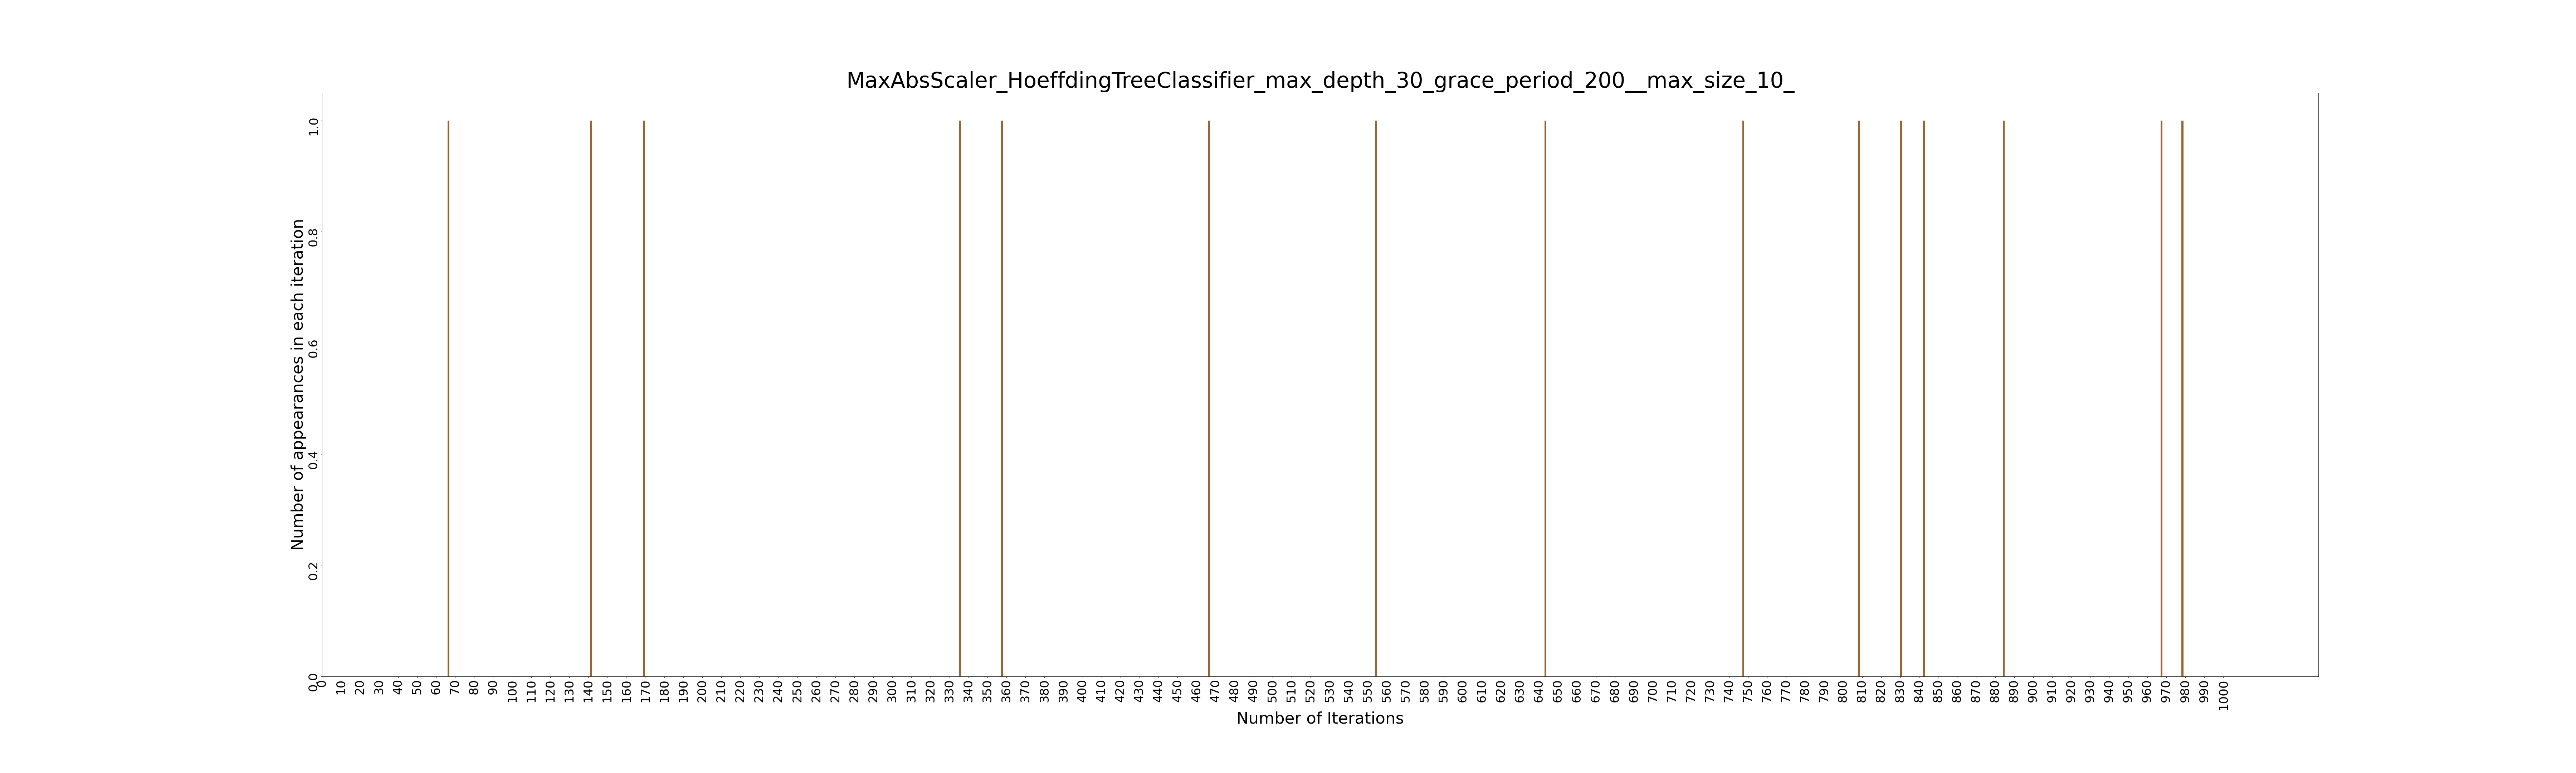 MaxAbsScaler_HoeffdingTreeClassifier_max_depth_30_grace_period_200__max_size_10_
Number of appearances in each iteration
1.0
0.8
0.6
0.4
0.2
0.0
0 10 20 30 40 50 60 70 80 90 100 110 120 130 140 150 160 170 180 190 200 210 220 230 240 250 260 270 280 290 300 310 320 330 340 350 360 370 380 390 400 410 420 430 440 450 460 470 480 490 500 510 520 530 540 550 560 570 580 590 600 610 620 630 640 650 660 670 680 690 700 710 720 730 740 750 760 770 780 790 800 810 820 830 840 850 860 870 880 890 900 910 920 930 940 950 960 970 980 990 1000
Number of Iterations